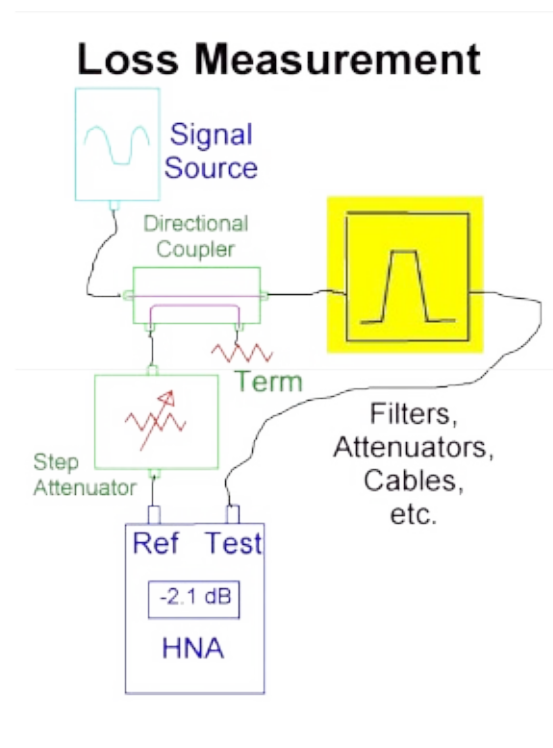 Loss Measurement
Signal
Source
Directional
Coupler
Term
Filters,
Attenuators,
Cables,
etc.
Step
Attenuator
Ref Test
-2.1 dB
HNA